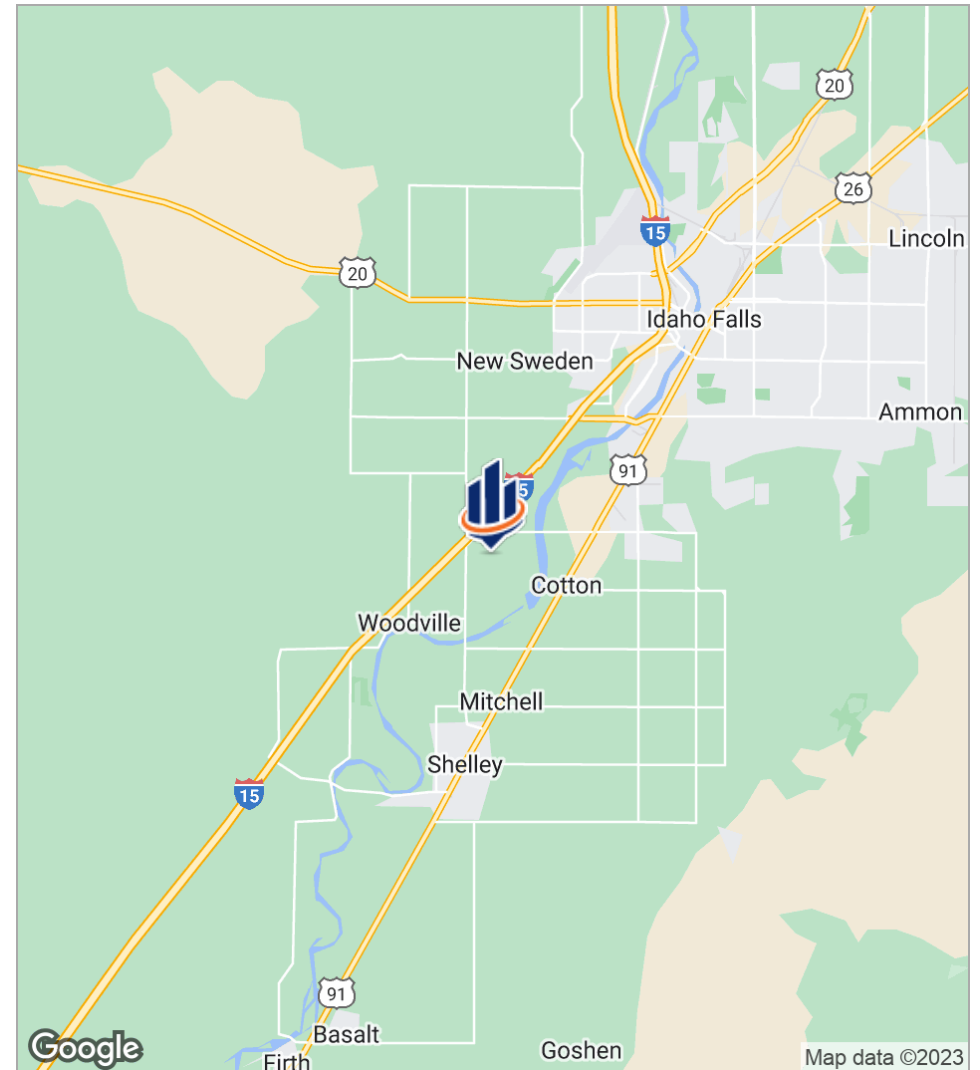 20
26
15
Lincoln
20
Idaho Falls
New Sweden
Ammon
91
5
Cotton
Woodville
Mitchell
Shelley
15
91
Basalt
Goshen
Firth
Google
Map data ©2023